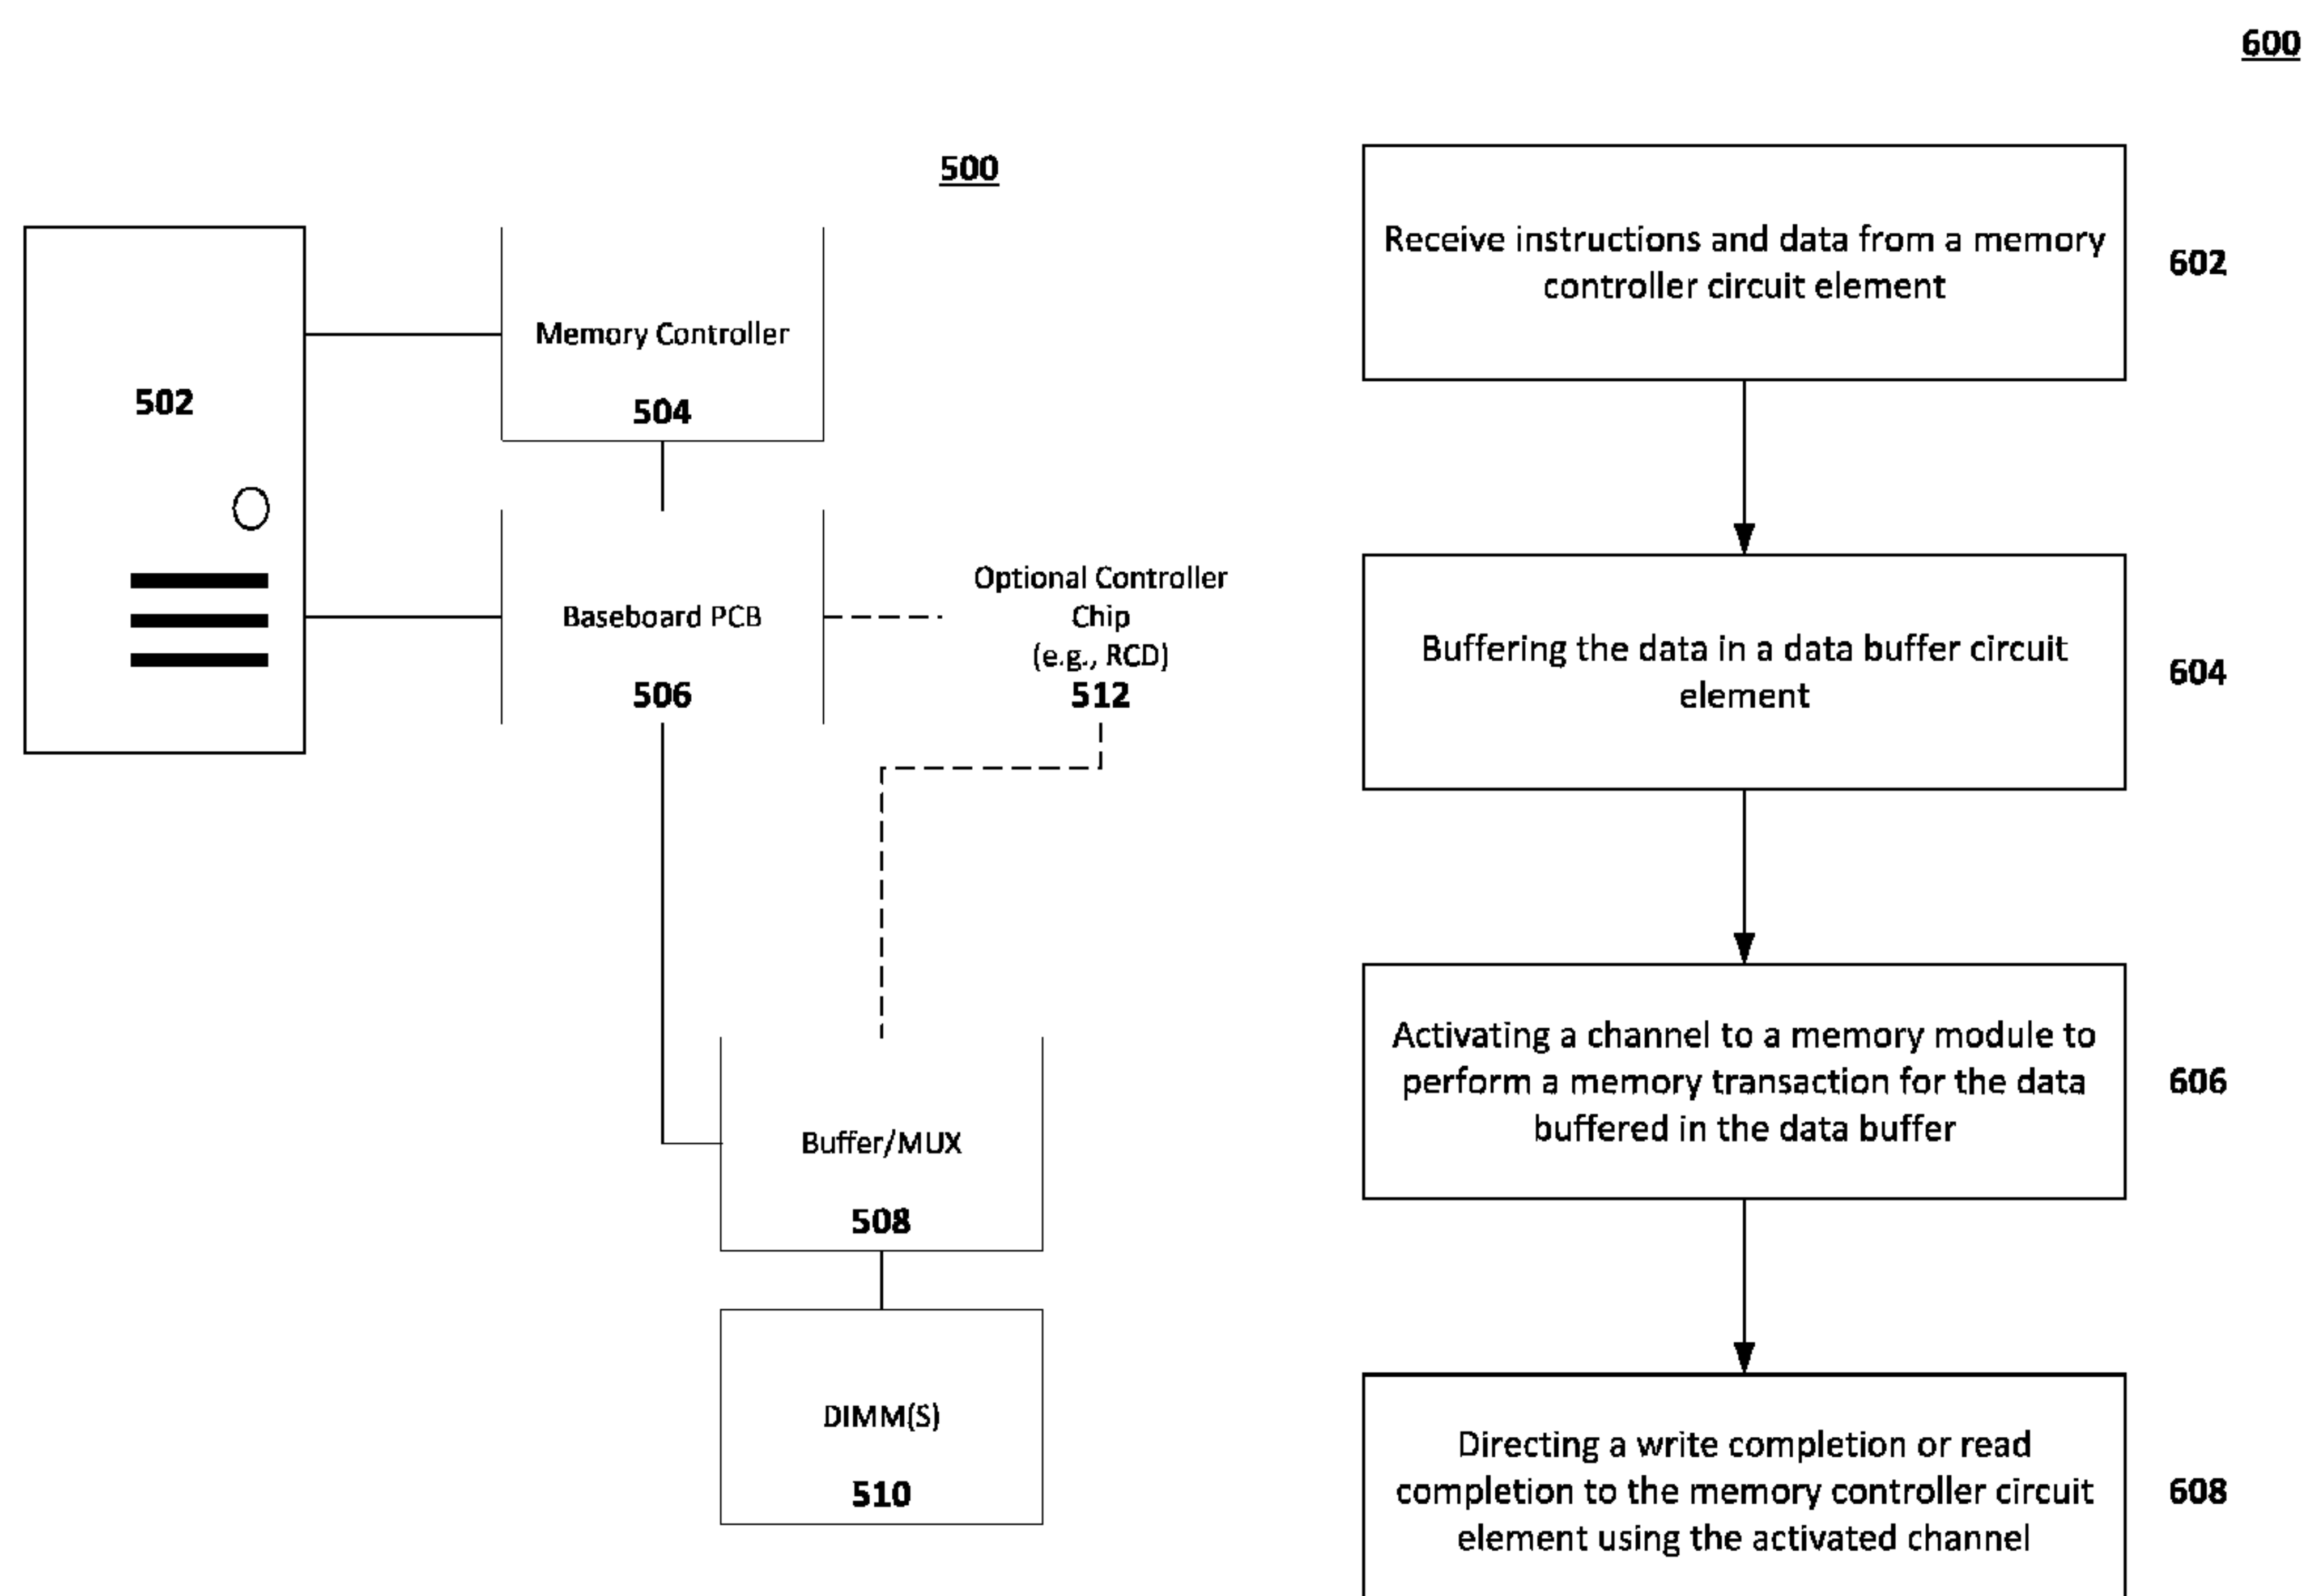 500
502
Memory Controller
504
Baseboard PCB
506
Optional Controller
Chip
(e.g., RCD)
512
Buffer/MUX
508
DIMM(S)
510
600
Receive instructions and data from a memory
controller circuit element
602
Buffering the data in a data buffer circuit
element
604
Activating a channel to a memory module to
perform a memory transaction for the data
buffered in the data buffer
606
Directing a write completion or read
completion to the memory controller circuit
element using the activated channel
608